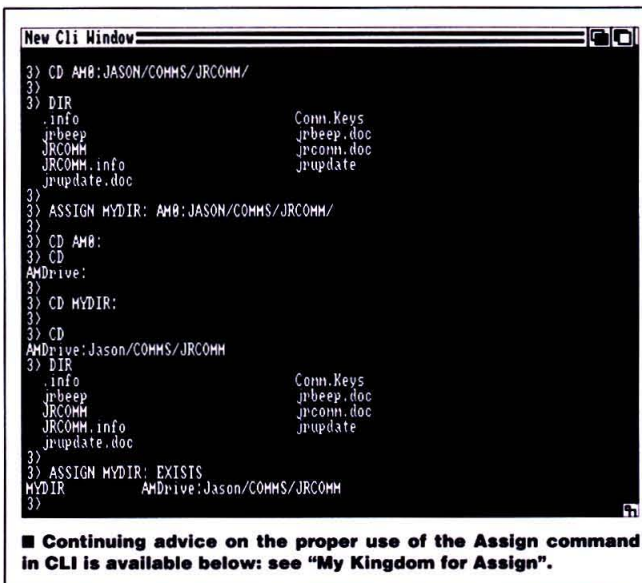 New Cli Window
3> CD AM0:JASON/COMMS/JRCOMM/
3>
3> DIR
.info Comm.Keys
jrbeep jrbeep.doc
JRCOMM jrcomm.doc
JRCOMM.info jrupdate
jrupdate.doc
3>
3> ASSIGN MYDIR: AM0:JASON/COMMS/JRCOMM/
3>
3> CD AM0:
3> CD
AMDrive:
3>
3> CD MYDIR:
3>
3> CD
AMDrive:Jason/COMMS/JRCOMM
3> DIR
.info Comm.Keys
jrbeep jrbeep.doc
JRCOMM jrcomm.doc
JRCOMM.info jrupdate
jrupdate.doc
3>
3> ASSIGN MYDIR: EXISTS
MYDIR AMDrive:Jason/COMMS/JRCOMM
3>
■ Continuing advice on the proper use of the Assign command
in CLI is available below: see “My Kingdom for Assign”.